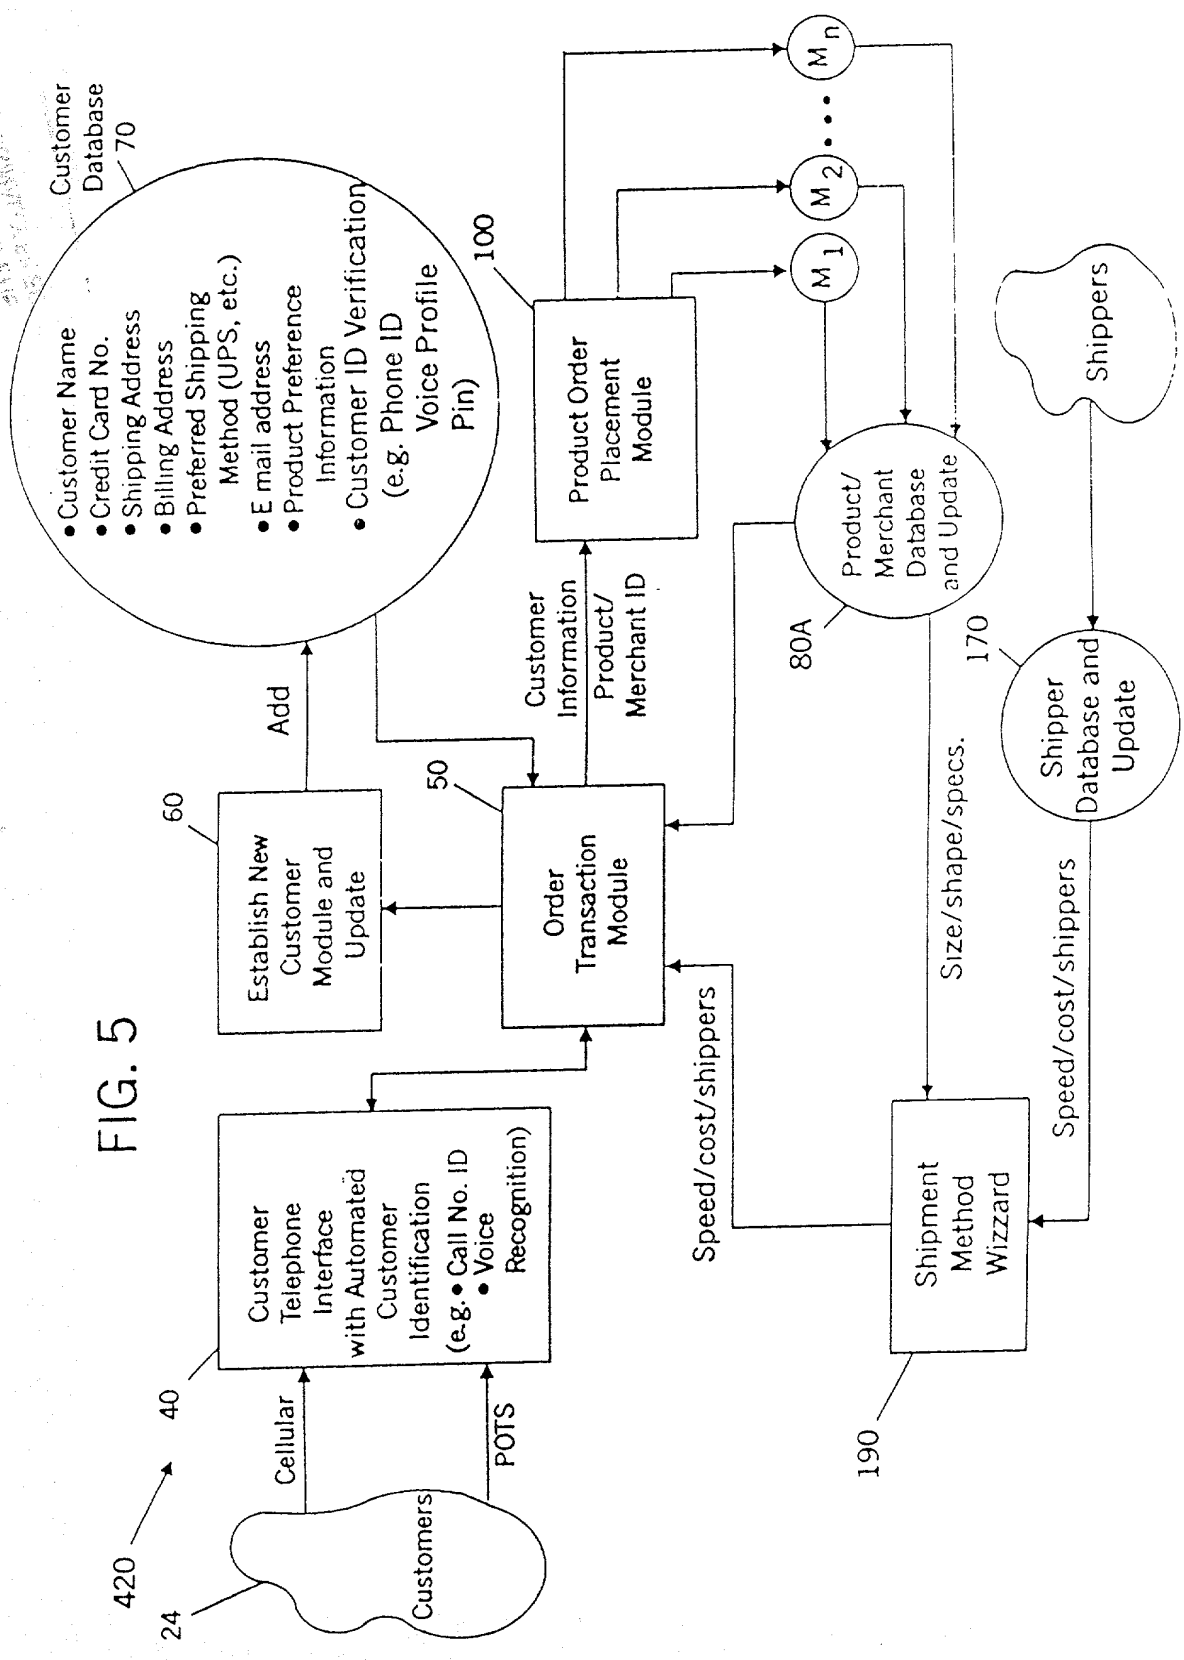 FIG. 5
420
24
Customers
Cellular
POTS
40
Customer
Telephone
Interface
with Automated
Customer
Identification
(e.g. • Call No. ID
• Voice
Recognition)
60
Establish New
Customer
Module and
Update
Add
Customer
Database
70
• Customer Name
• Credit Card No.
• Shipping Address
• Billing Address
• Preferred Shipping
Method (UPS, etc.)
• E mail address
• Product Preference
Information
• Customer ID Verification
(e.g. Phone ID
Voice Profile
Pin)
50
Order
Transaction
Module
Customer
Information
Product/
Merchant ID
100
Product Order
Placement
Module
M 1
M 2
M n
80A
Product/
Merchant
Database
and Update
Speed/cost/shippers
Size/shape/specs.
190
Shipment
Method
Wizzard
Speed/cost/shippers
170
Shipper
Database and
Update
Shippers